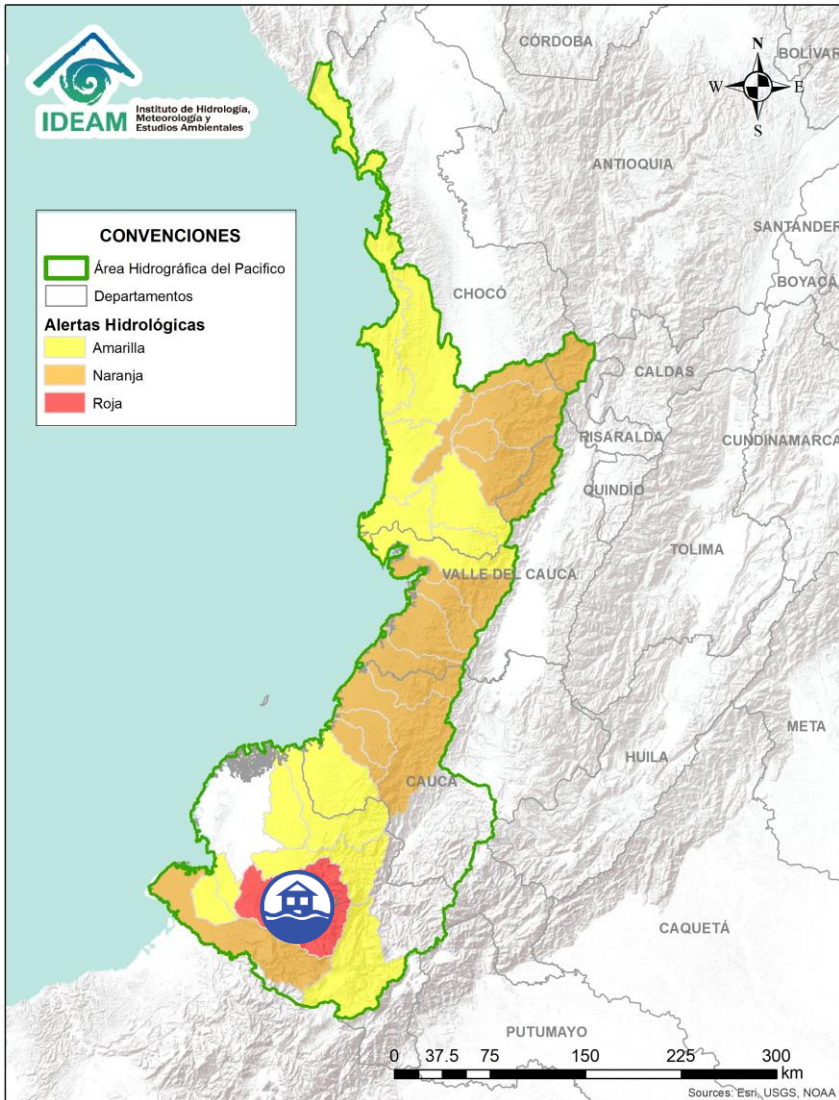 IDEAM
Instituto de Hidrología,
Meteorología y
Estudios Ambientales
N
W E
S
CÓRDOBA
BOLÍVAR
ANTIOQUIA
SANTANDER
BOYACÁ
CHOCÓ
CALDAS
RISARALDA
CUNDINAMARCA
QUINDÍO
TOLIMA
VALLE DEL CAUCA
META
HUILA
CAUCA
CAQUETÁ
PUTUMAYO
CONVENCIONES
Área Hidrográfica del Pacifico
Departamentos
Alertas Hidrológicas
Amarilla
Naranja
Roja
0 37.5 75 150 225 300
km
Sources: Esri, USGS, NOAA